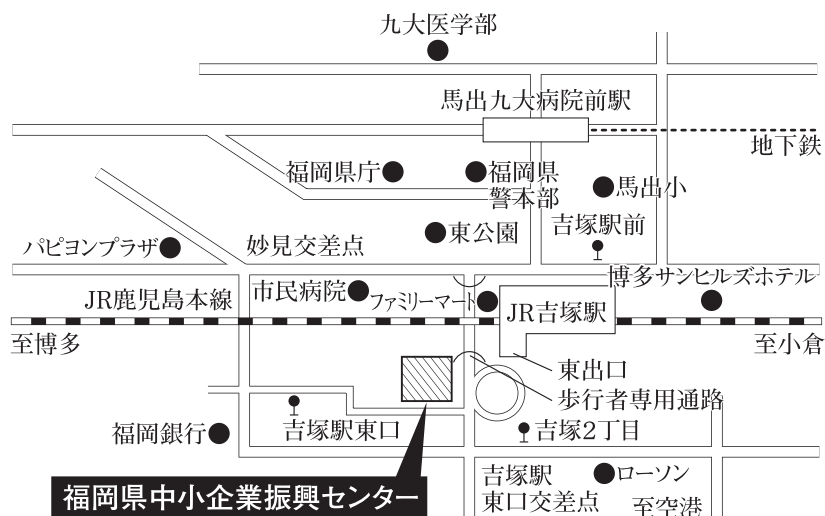 九大医学部
馬出九大病院前駅
地下鉄
福岡県庁
福岡県
警本部
馬出小
吉塚駅前
東公園
妙見交差点
パピヨンプラザ
博多サンヒルズホテル
市民病院
ファミリーマート
JR鹿児島本線
JR吉塚駅
至博多
至小倉
東出口
歩行者専用通路
吉塚駅東口
福岡銀行
吉塚2丁目
吉塚駅
東口交差点
ローソン
至空港
福岡県中小企業振興センター